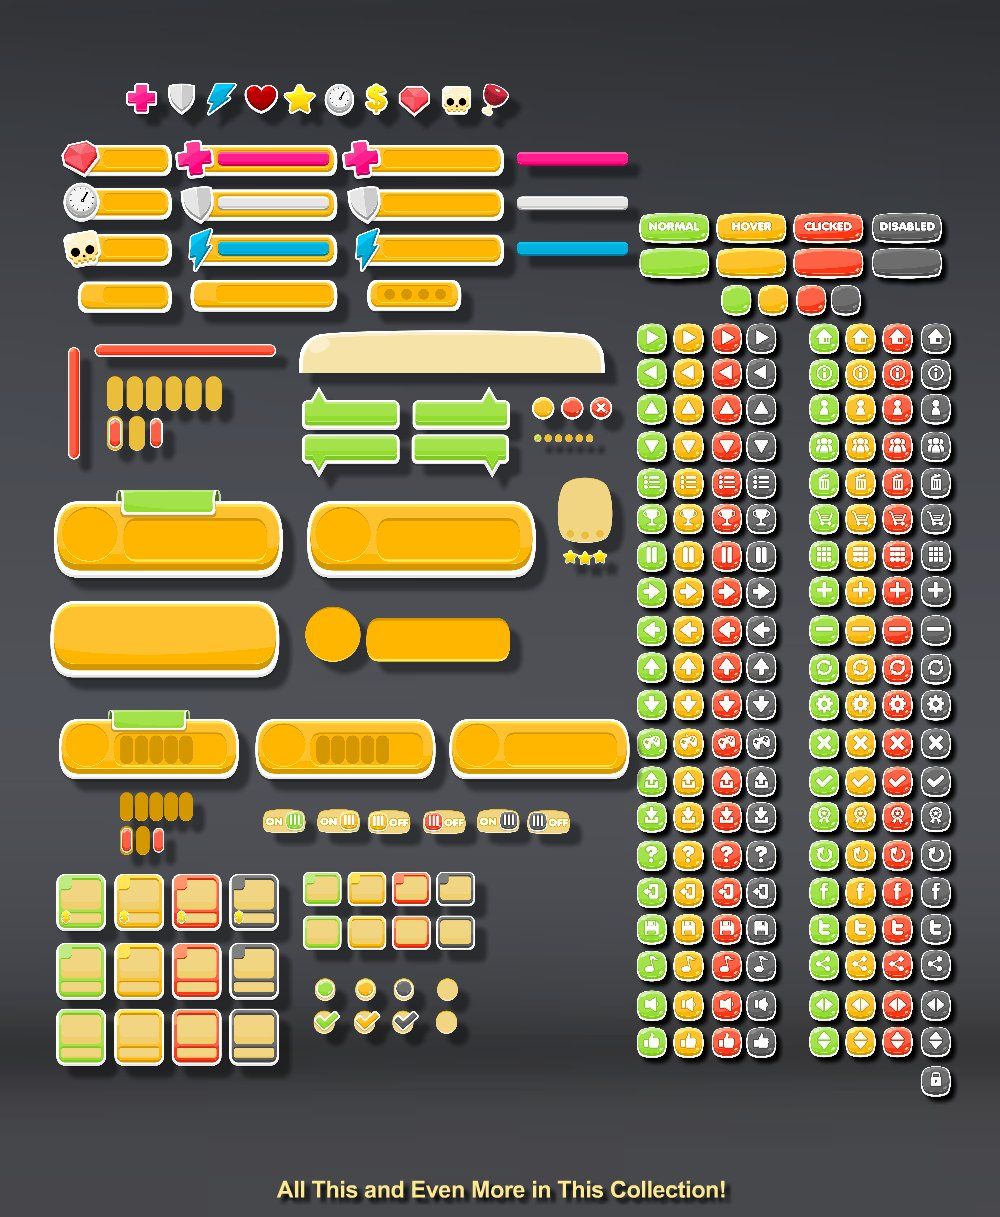 NORMAL HOVER CLICKED DISABLED
ON ON OFF OFF ON OFF
All This and Even More in This Collection!